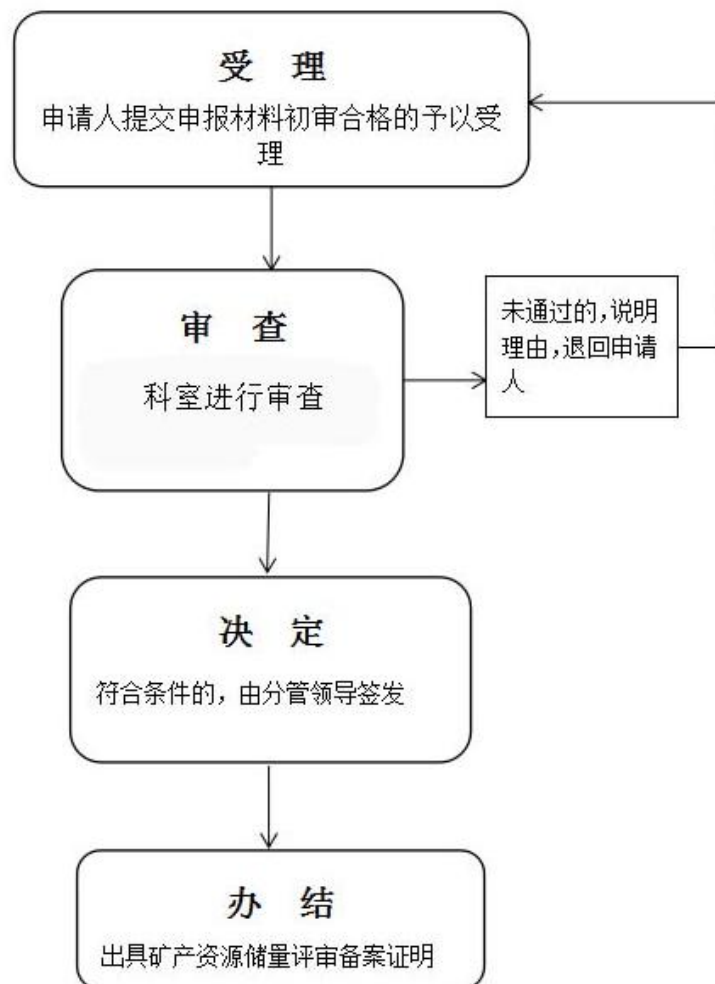 受 理
申请人提交申报材料初审合格的予以受
理
审 查
科室进行审查
未通过的,说明
理由,退回申请
人
决 定
符合条件的，由分管领导签发
办 结
出具矿产资源储量评审备案证明